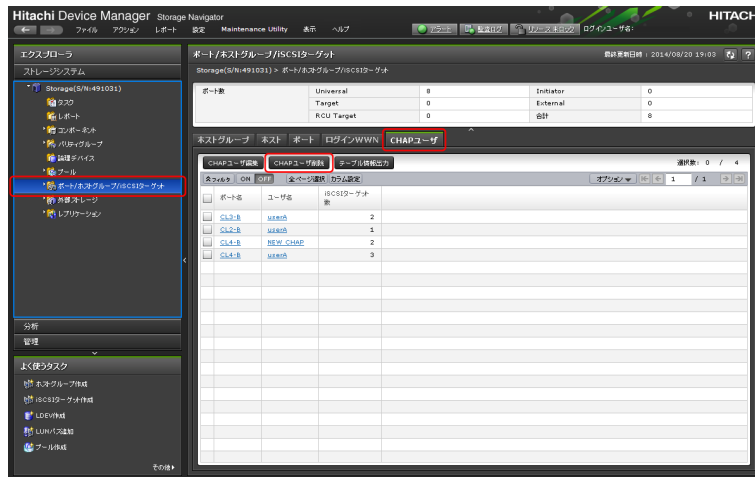 Hitachi Device Manager Storage Navigator
HITACHI
ファイル アクション レポート 設定 Maintenance Utility 表示 ヘルプ
アラート 監査ログ リソース未ロック ログインユーザ名:
エクスプローラ
ストレージシステム
Storage(S/N:491031)
タスク
レポート
コンポーネント
パリティグループ
論理デバイス
プール
ポート/ホストグループ/iSCSIターゲット
外部ストレージ
レプリケーション
分析
管理
よく使うタスク
ホストグループ作成
iSCSIターゲット作成
LDEV作成
LUNパス追加
プール作成
その他
ポート/ホストグループ/iSCSIターゲット
最終更新日時 : 2014/08/20 19:03
Storage(S/N:491031) > ポート/ホストグループ/iSCSIターゲット
ポート数 Universal 8 Initiator 0
Target 0 External 0
RCU Target 0 合計 8
ホストグループ ホスト ポート ログインWWN CHAPユーザ
CHAPユーザ編集 CHAPユーザ削除 テーブル情報出力 選択数: 0 / 4
フィルタ ON OFF 全ページ選択 カラム設定 オプション 1 / 1
ポート名 ユーザ名 iSCSIターゲット数
CL3-B userA 2
CL2-B userA 1
CL4-B NEW_CHAP 2
CL4-B userA 3